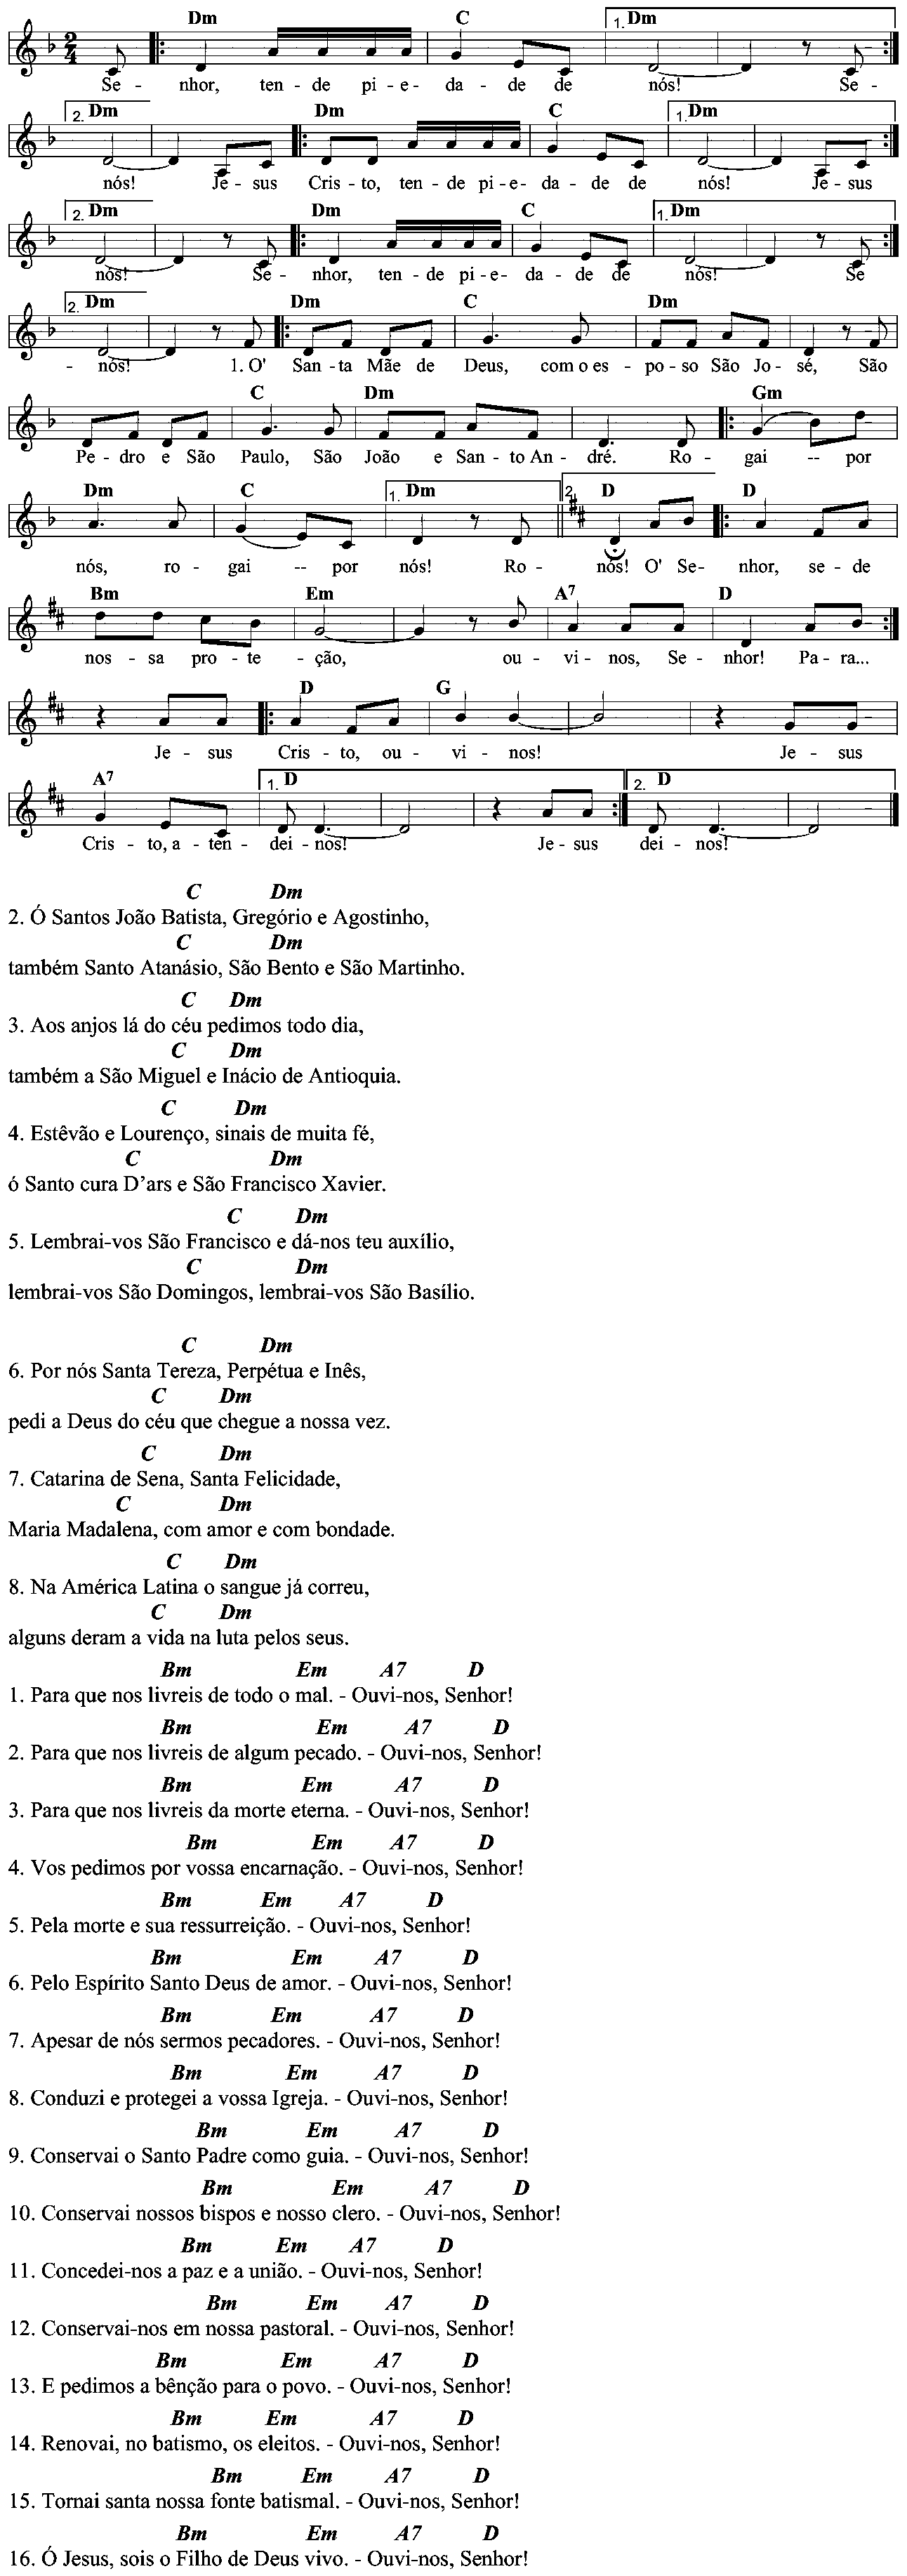 Dm C 1. Dm
Se - nhor, ten - de pi - e - da - de de nós! Se -
2. Dm Dm C 1. Dm
nós! Je - sus Cris - to, ten - de pi - e - da - de de nós! Je - sus
2. Dm Dm C 1. Dm
nós! Se - nhor, ten - de pi - e - da - de de nós! Se
2. Dm Dm C Dm
- nós! 1. O' San - ta Mãe de Deus, com o es - po - so São Jo - sé, São
C Dm Gm
Pe - dro e São Paulo, São João e San - to An - dré. Ro - gai -- por
Dm C 1. Dm 2. D D
nós, ro - gai -- por nós! Ro - nós! O' Se - nhor, se - de
Bm Em A7 D
nos - sa pro - te - ção, ou - vi - nos, Se - nhor! Pa - ra...
D G
Je - sus Cris - to, ou - vi - nos! Je - sus
A7 1. D 2. D
Cris - to, a - ten - dei - nos! Je - sus dei - nos!
C Dm
2. Ó Santos João Batista, Gregório e Agostinho,
C Dm
também Santo Atanásio, São Bento e São Martinho.
C Dm
3. Aos anjos lá do céu pedimos todo dia,
C Dm
também a São Miguel e Inácio de Antioquia.
C Dm
4. Estêvão e Lourenço, sinais de muita fé,
C Dm
ó Santo cura D'ars e São Francisco Xavier.
C Dm
5. Lembrai-vos São Francisco e dá-nos teu auxílio,
C Dm
lembrai-vos São Domingos, lembrai-vos São Basílio.
C Dm
6. Por nós Santa Tereza, Perpétua e Inês,
C Dm
pedi a Deus do céu que chegue a nossa vez.
C Dm
7. Catarina de Sena, Santa Felicidade,
C Dm
Maria Madalena, com amor e com bondade.
C Dm
8. Na América Latina o sangue já correu,
C Dm
alguns deram a vida na luta pelos seus.
Bm Em A7 D
1. Para que nos livreis de todo o mal. - Ouvi-nos, Senhor!
Bm Em A7 D
2. Para que nos livreis de algum pecado. - Ouvi-nos, Senhor!
Bm Em A7 D
3. Para que nos livreis da morte eterna. - Ouvi-nos, Senhor!
Bm Em A7 D
4. Vos pedimos por vossa encarnação. - Ouvi-nos, Senhor!
Bm Em A7 D
5. Pela morte e sua ressurreição. - Ouvi-nos, Senhor!
Bm Em A7 D
6. Pelo Espírito Santo Deus de amor. - Ouvi-nos, Senhor!
Bm Em A7 D
7. Apesar de nós sermos pecadores. - Ouvi-nos, Senhor!
Bm Em A7 D
8. Conduzi e protegei a vossa Igreja. - Ouvi-nos, Senhor!
Bm Em A7 D
9. Conservai o Santo Padre como guia. - Ouvi-nos, Senhor!
Bm Em A7 D
10. Conservai nossos bispos e nosso clero. - Ouvi-nos, Senhor!
Bm Em A7 D
11. Concedei-nos a paz e a união. - Ouvi-nos, Senhor!
Bm Em A7 D
12. Conservai-nos em nossa pastoral. - Ouvi-nos, Senhor!
Bm Em A7 D
13. E pedimos a bênção para o povo. - Ouvi-nos, Senhor!
Bm Em A7 D
14. Renovai, no batismo, os eleitos. - Ouvi-nos, Senhor!
Bm Em A7 D
15. Tornai santa nossa fonte batismal. - Ouvi-nos, Senhor!
Bm Em A7 D
16. Ó Jesus, sois o Filho de Deus vivo. - Ouvi-nos, Senhor!